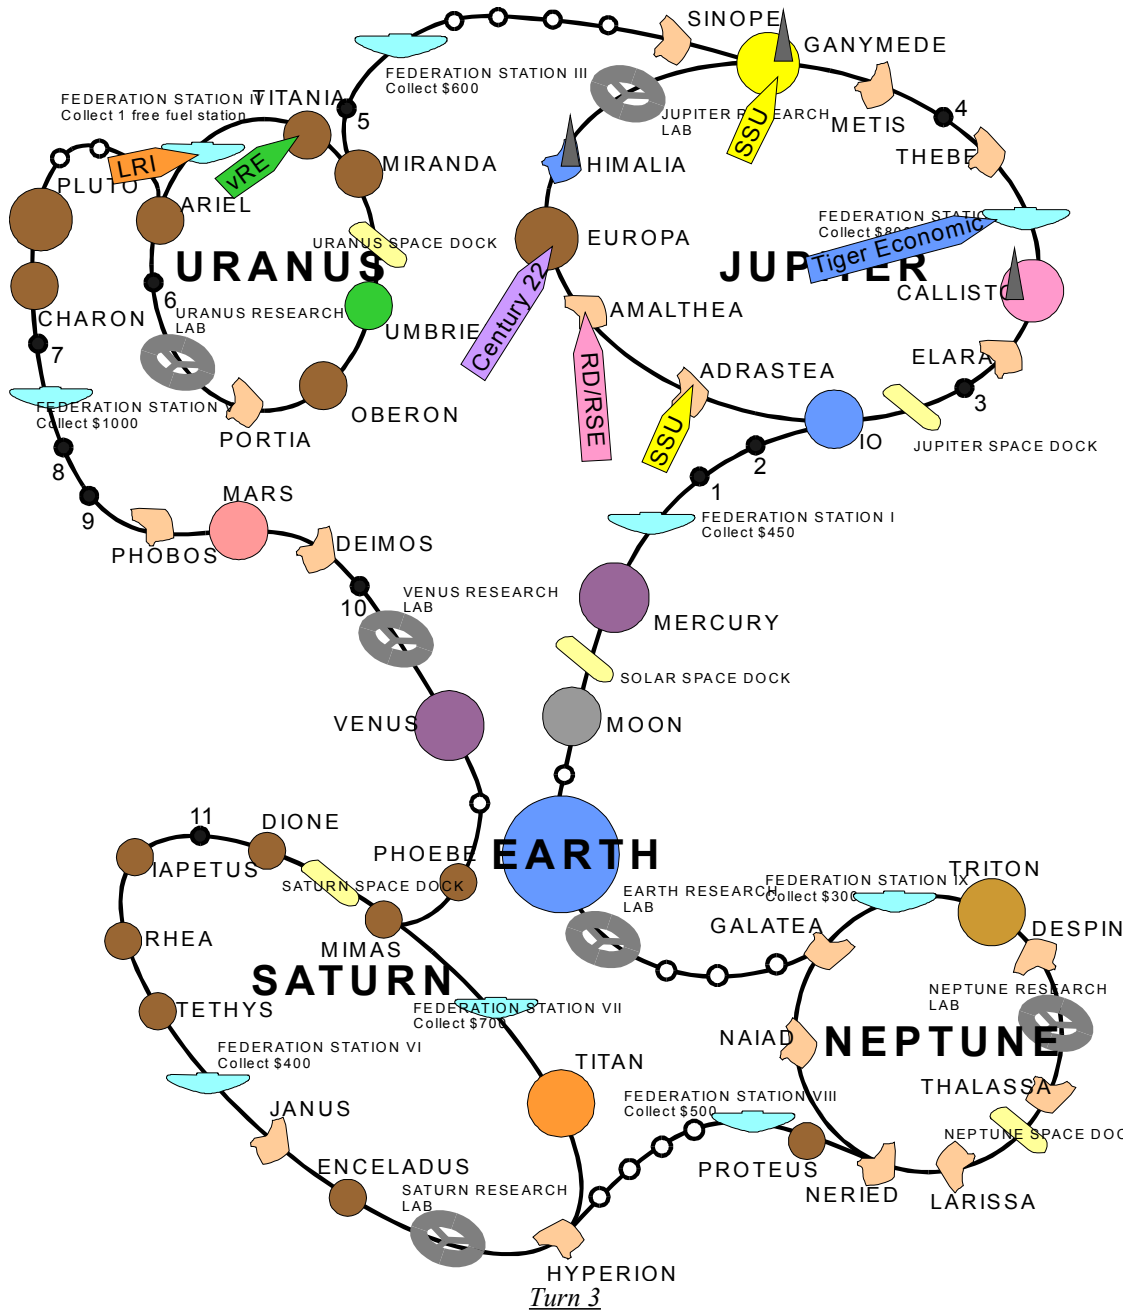 SINOPE
GANYMEDE
FEDERATION STATION III
Collect $600
JUPITER RESEARCH
LAB
METIS
4
THEBE
FEDERATION STATION IV
Collect 1 free fuel station
TITANIA
5
MIRANDA
HIMALIA
LRI
vRE
SSU
PLUTO
ARIEL
URANUS SPACE DOCK
URANUS
EUROPA
JUPITER
Collect $800
Tiger Economic
CALLISTO
CHARON
6
URANUS RESEARCH
LAB
UMBRIEL
Century 22
AMALTHEA
7
RD/RSE
ADRASTEA
ELARA
FEDERATION STATION
Collect $1000
PORTIA
OBERON
SSU
IO
3
JUPITER SPACE DOCK
8
2
1
9
MARS
FEDERATION STATION I
Collect $450
PHOBOS
DEIMOS
10
VENUS RESEARCH
LAB
MERCURY
SOLAR SPACE DOCK
VENUS
MOON
11
DIONE
IAPETUS
PHOEBE
EARTH
SATURN SPACE DOCK
EARTH RESEARCH
LAB
FEDERATION STATION IX
Collect $300
TRITON
GALATEA
DESPIN
RHEA
MIMAS
SATURN
NEPTUNE RESEARCH
LAB
TETHYS
FEDERATION STATION VII
Collect $700
NAIAD
NEPTUNE
FEDERATION STATION VI
Collect $400
TITAN
THALASSA
JANUS
FEDERATION STATION VIII
Collect $500
NEPTUNE SPACE DOC
ENCELADUS
PROTEUS
SATURN RESEARCH
LAB
NERIED
LARISSA
HYPERION
Turn 3